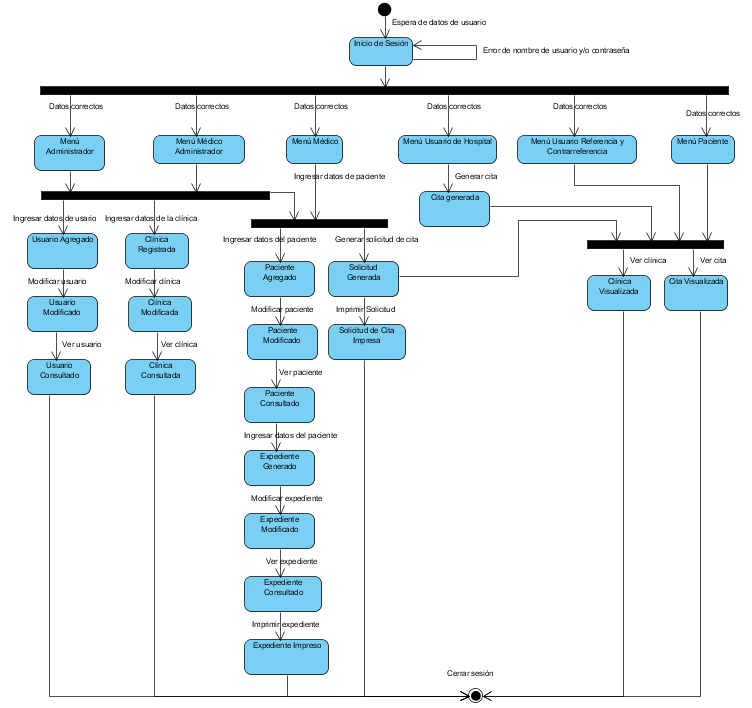 Espera de datos de usuario
Inicio de Sesión
Error de nombre de usuario y/o contraseña
Datos correctos
Datos correctos
Datos correctos
Datos correctos
Datos correctos
Datos correctos
Menú
Administrador
Menú Médico
Administrador
Menú Médico
Menú Usuario de Hospital
Menú Usuario Referencia y
Contrarreferencia
Menú Paciente
Ingresar datos de paciente
Generar cita
Cita generada
Ingresar datos de usario
Ingresar datos de la clínica
Ingresar datos del paciente
Generar solicitud de cita
Usuario Agregado
Clínica
Registrada
Paciente
Agregado
Solicitud
Generada
Ver clínica
Ver cita
Clínica
Visualizada
Cita Visualizada
Modificar usuario
Modificar clínica
Usuario
Modificado
Clínica
Modificada
Modificar paciente
Imprimir Solicitud
Paciente
Modificado
Solicitud de Cita
Impresa
Ver usuario
Ver clínica
Usuario
Consultado
Clínica
Consultada
Ver paciente
Paciente
Consultado
Ingresar datos del paciente
Expediente
Generado
Modificar expediente
Expediente
Modificado
Ver expediente
Expediente
Consultado
Imprimir expediente
Expediente Impreso
Cerrar sesión